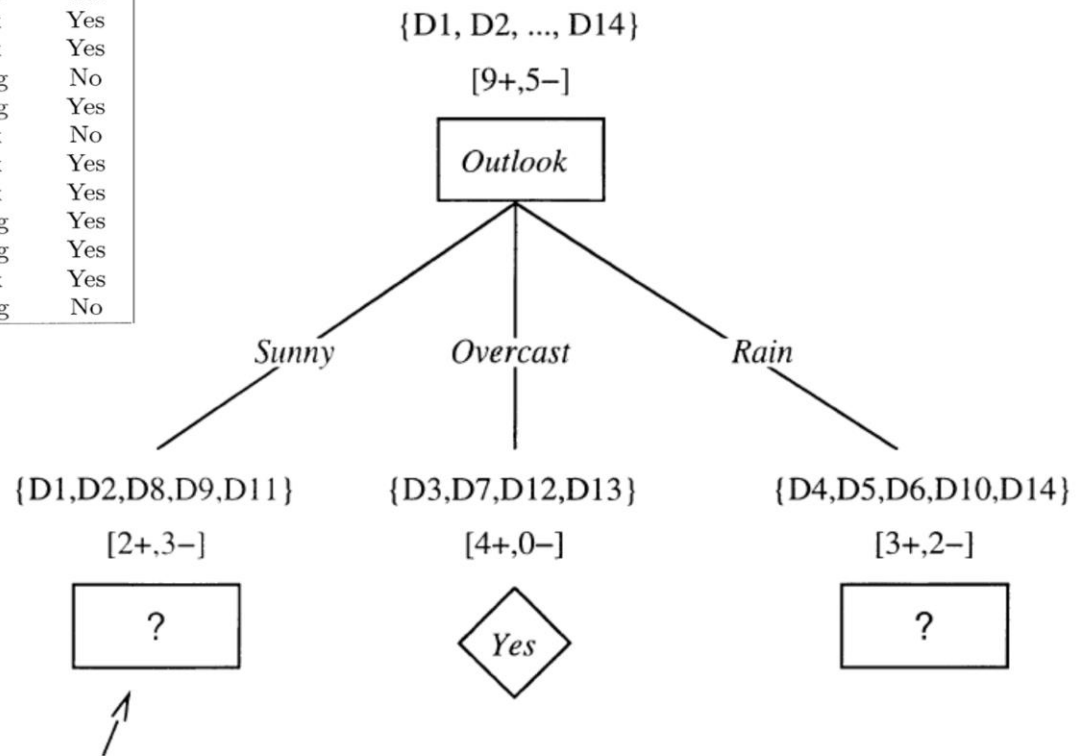 Yes
Yes
g No
g Yes
No
Yes
Yes
g Yes
g Yes
Yes
g No
{D1, D2, ..., D14}
[9+,5−]
Outlook
Sunny Overcast Rain
{D1,D2,D8,D9,D11} {D3,D7,D12,D13} {D4,D5,D6,D10,D14}
[2+,3−] [4+,0−] [3+,2−]
? Yes ?